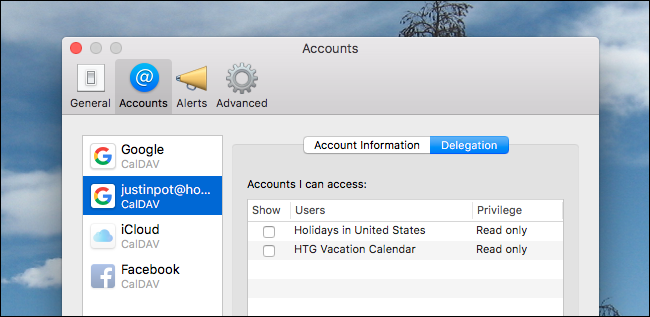 Accounts
General Accounts Alerts Advanced
Google
CalDAV
justinpot@ho...
CalDAV
iCloud
CalDAV
Facebook
CalDAV
Account Information Delegation
Accounts I can access:
Show Users Privilege
Holidays in United States Read only
HTG Vacation Calendar Read only